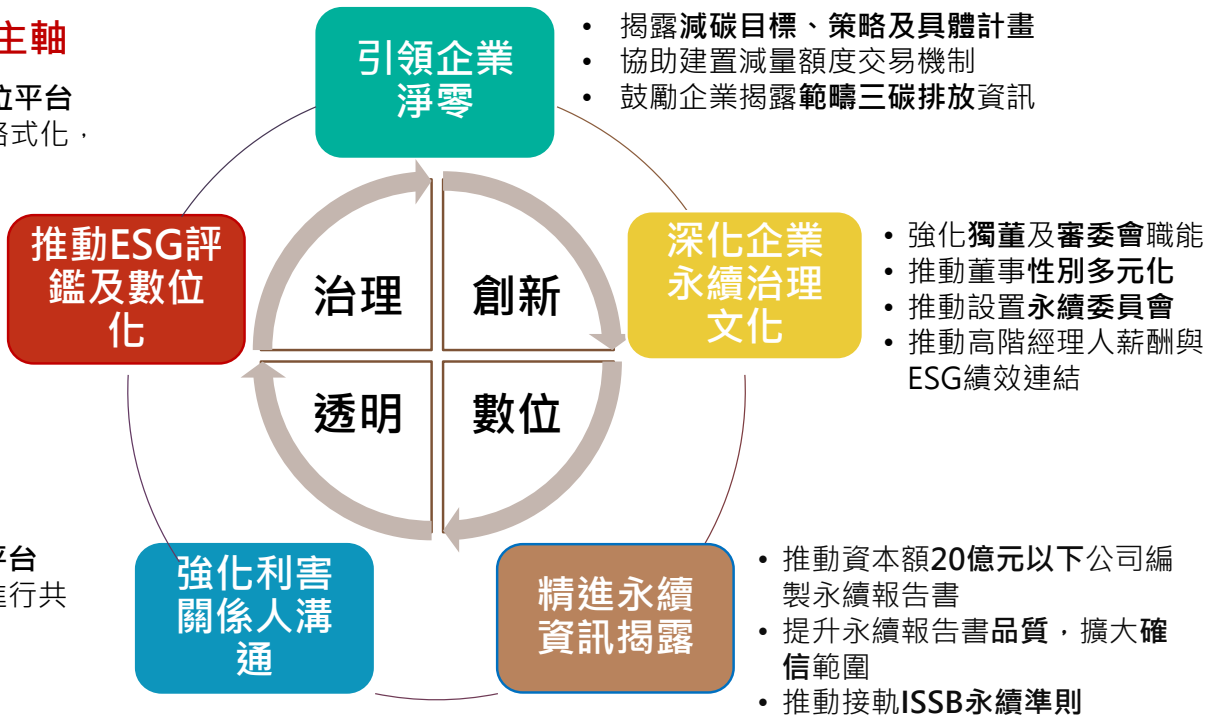 主軸
平台
格式化，
引領企業
淨零
• 揭露減碳目標、策略及具體計畫
• 協助建置減量額度交易機制
• 鼓勵企業揭露範疇三碳排放資訊
推動ESG評
鑑及數位
化
治理
創新
透明
數位
深化企業
永續治理
文化
• 強化獨董及審委會職能
• 推動董事性別多元化
• 推動設置永續委員會
• 推動高階經理人薪酬與
ESG績效連結
平台
進行共
強化利害
關係人溝
通
精進永續
資訊揭露
• 推動資本額20億元以下公司編
製永續報告書
• 提升永續報告書品質，擴大確
信範圍
• 推動接軌ISSB永續準則